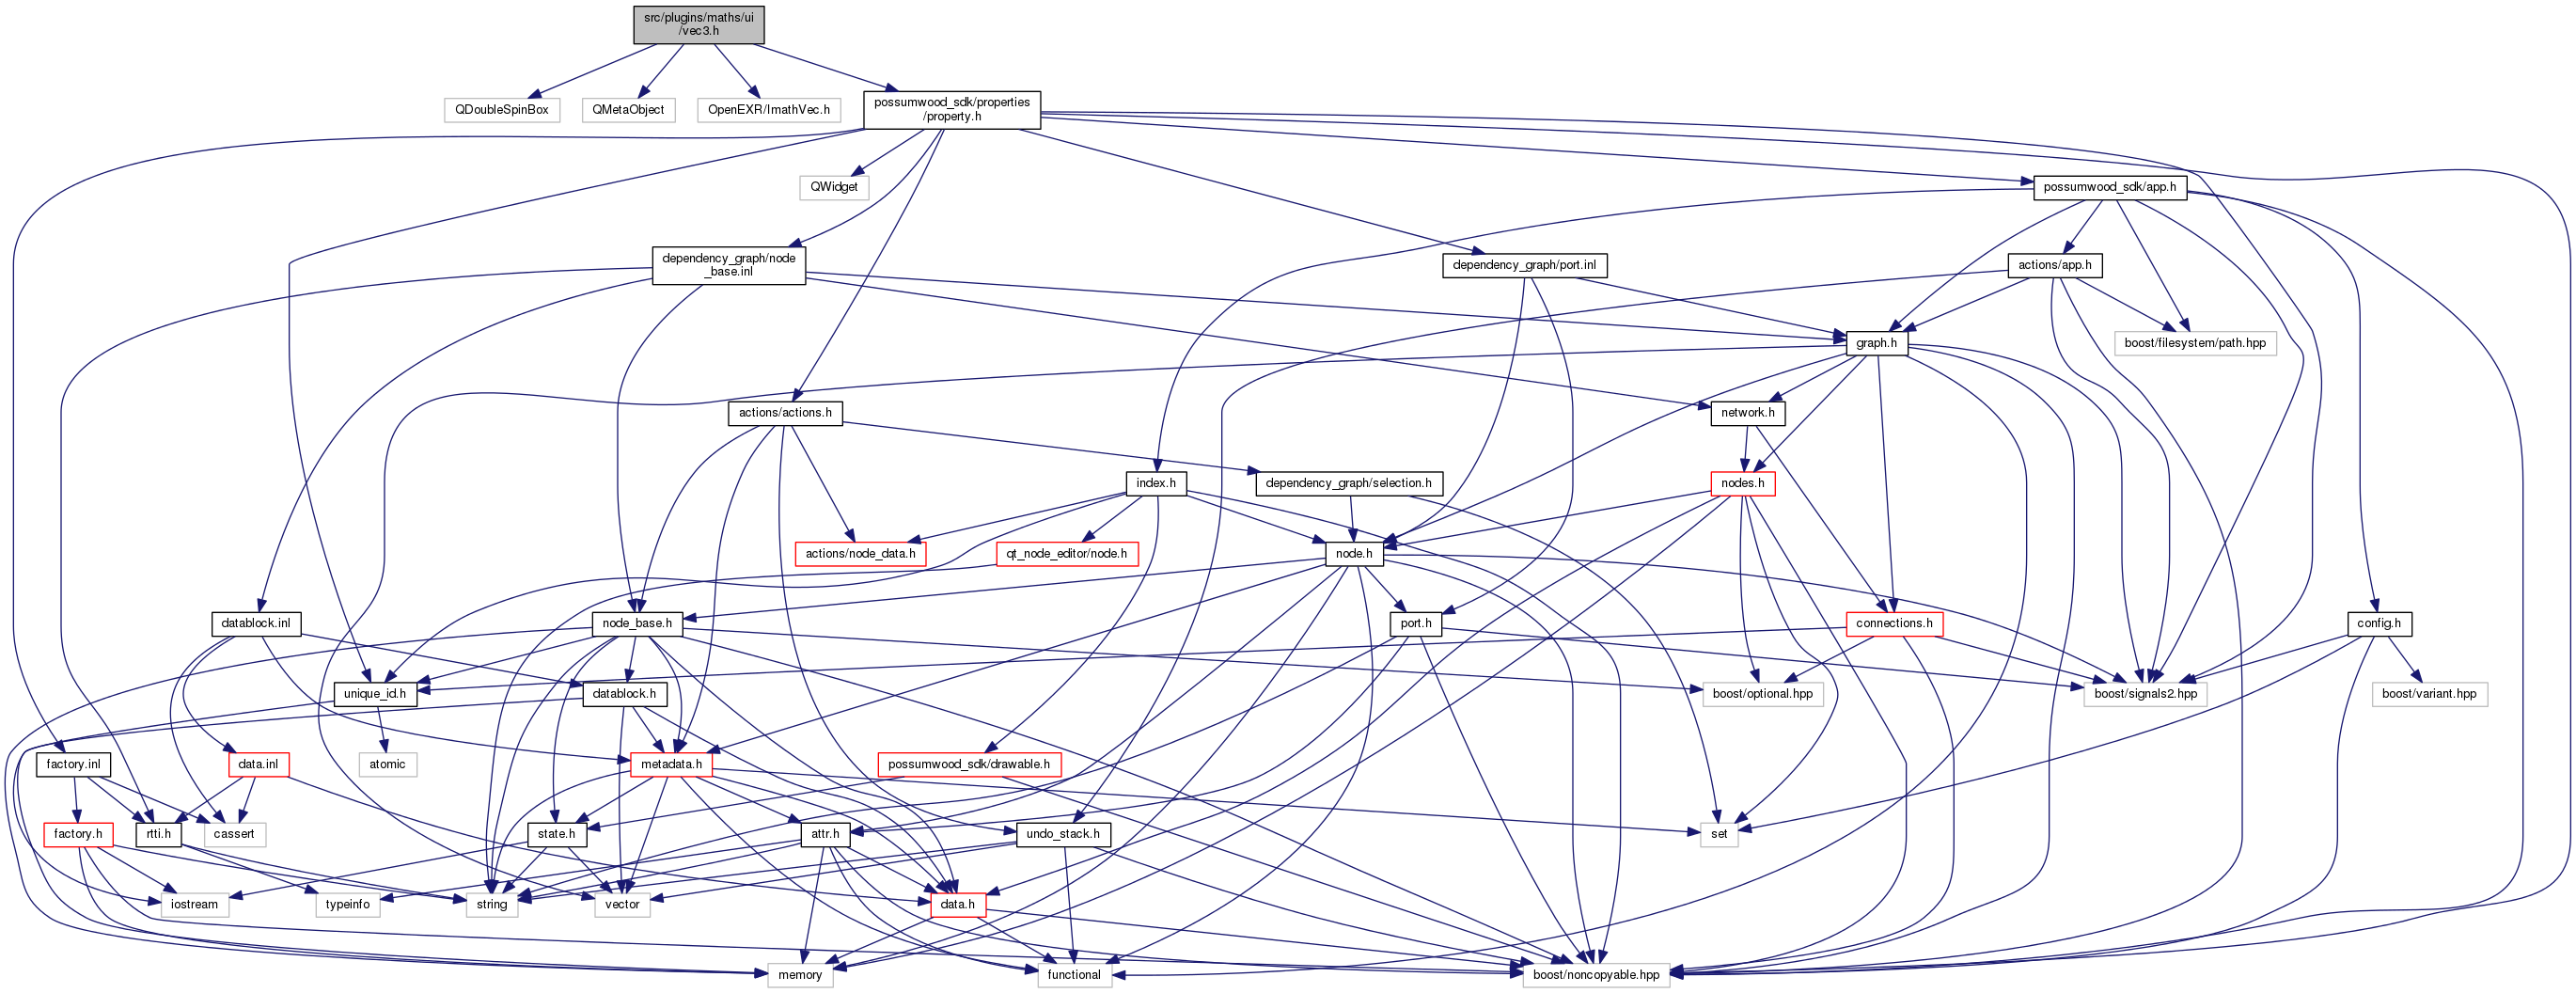 src/plugins/maths/ui
/vec3.h
QDoubleSpinBox
QMetaObject
OpenEXR/ImathVec.h
possumwood_sdk/properties
/property.h
QWidget
possumwood_sdk/app.h
dependency_graph/node
_base.inl
dependency_graph/port.inl
actions/app.h
graph.h
boost/filesystem/path.hpp
actions/actions.h
network.h
index.h
dependency_graph/selection.h
nodes.h
actions/node_data.h
qt_node_editor/node.h
node.h
datablock.inl
node_base.h
port.h
connections.h
config.h
unique_id.h
datablock.h
boost/optional.hpp
boost/signals2.hpp
boost/variant.hpp
factory.inl
data.inl
atomic
metadata.h
possumwood_sdk/drawable.h
factory.h
rtti.h
cassert
state.h
attr.h
undo_stack.h
set
iostream
typeinfo
string
vector
data.h
memory
functional
boost/noncopyable.hpp